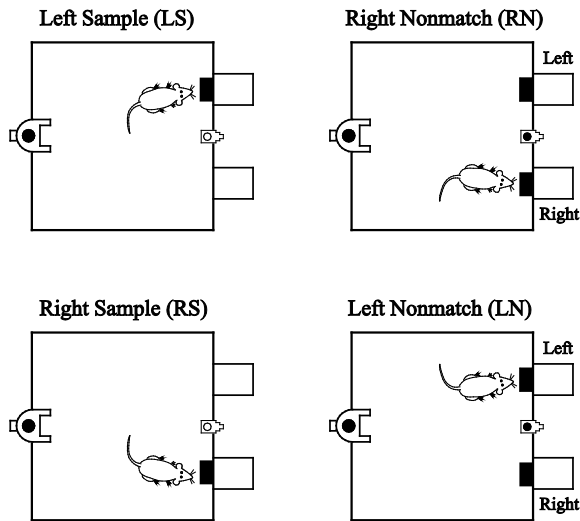 Left Sample (LS)
Right Nonmatch (RN)
Left
Right
Right Sample (RS)
Left Nonmatch (LN)
Left
Right